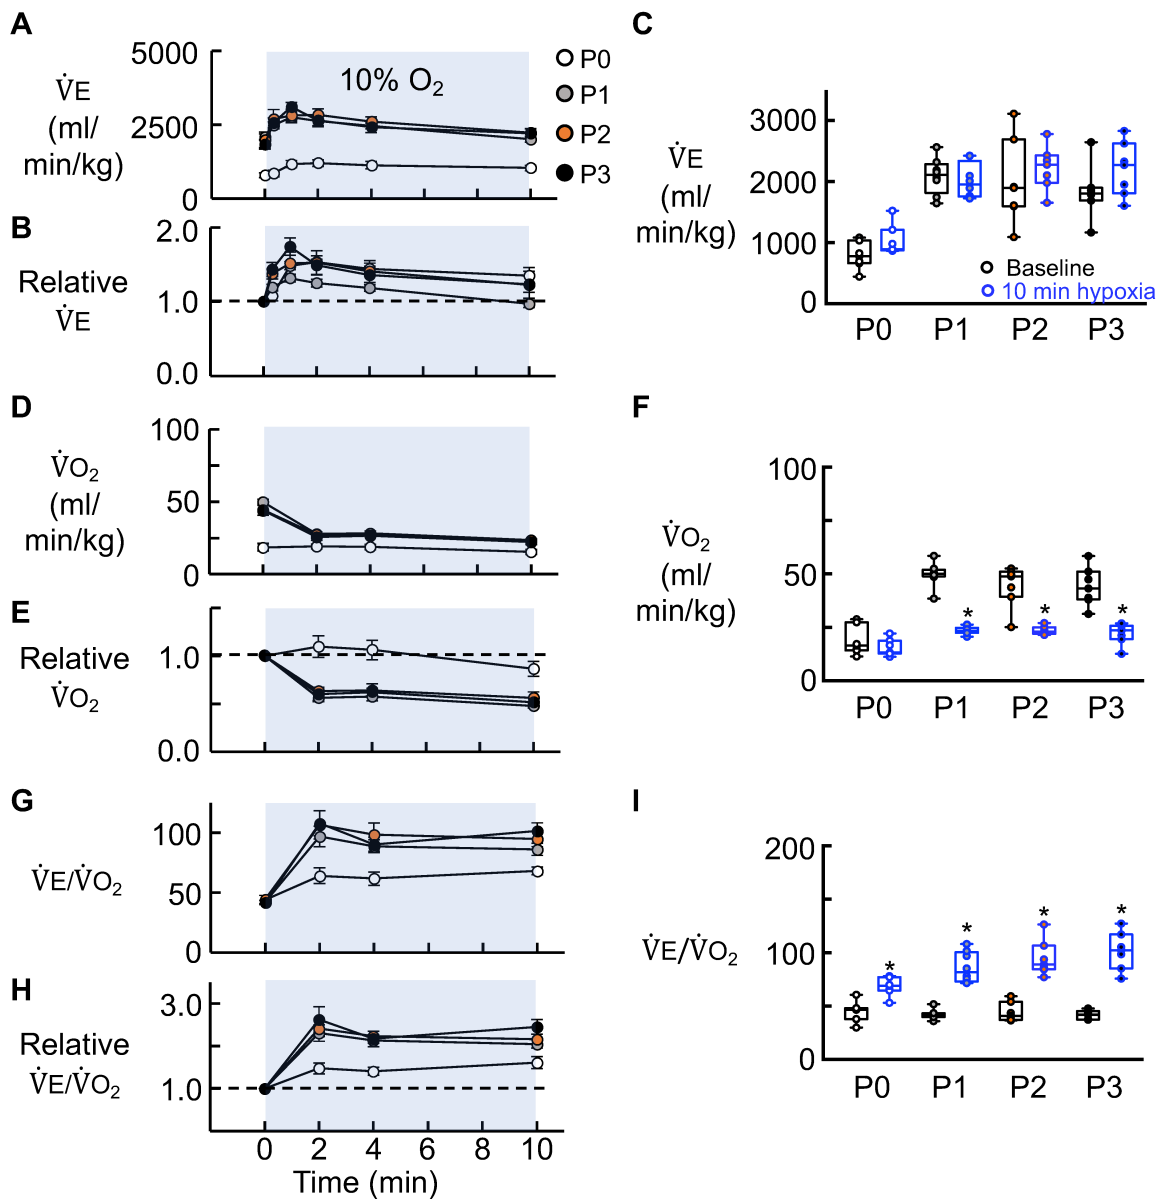 A
5000
V̇E
(ml/
min/kg)
2500
0
10% O₂
P0
P1
P2
P3
B
2.0
Relative
V̇E
1.0
0.0
C
3000
V̇E
(ml/
min/kg)
2000
1000
0
Baseline
10 min hypoxia
P0 P1 P2 P3
D
100
V̇O₂
(ml/
min/kg)
50
0
E
Relative
V̇O₂
1.0
0.0
F
100
V̇O₂
(ml/
min/kg)
50
0
* * *
P0 P1 P2 P3
G
100
V̇E/V̇O₂
50
0
H
3.0
Relative
V̇E/V̇O₂
1.0
0 2 4 6 8 10
Time (min)
I
200
V̇E/V̇O₂
100
0
* * * *
P0 P1 P2 P3